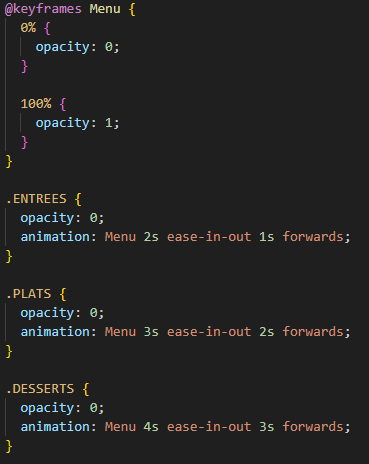 @keyframes Menu {
0% {
opacity: 0;
}
100% {
opacity: 1;
}
}
.ENTREES {
opacity: 0;
animation: Menu 2s ease-in-out 1s forwards;
}
.PLATS {
opacity: 0;
animation: Menu 3s ease-in-out 2s forwards;
}
.DESSERTS {
opacity: 0;
animation: Menu 4s ease-in-out 3s forwards;
}